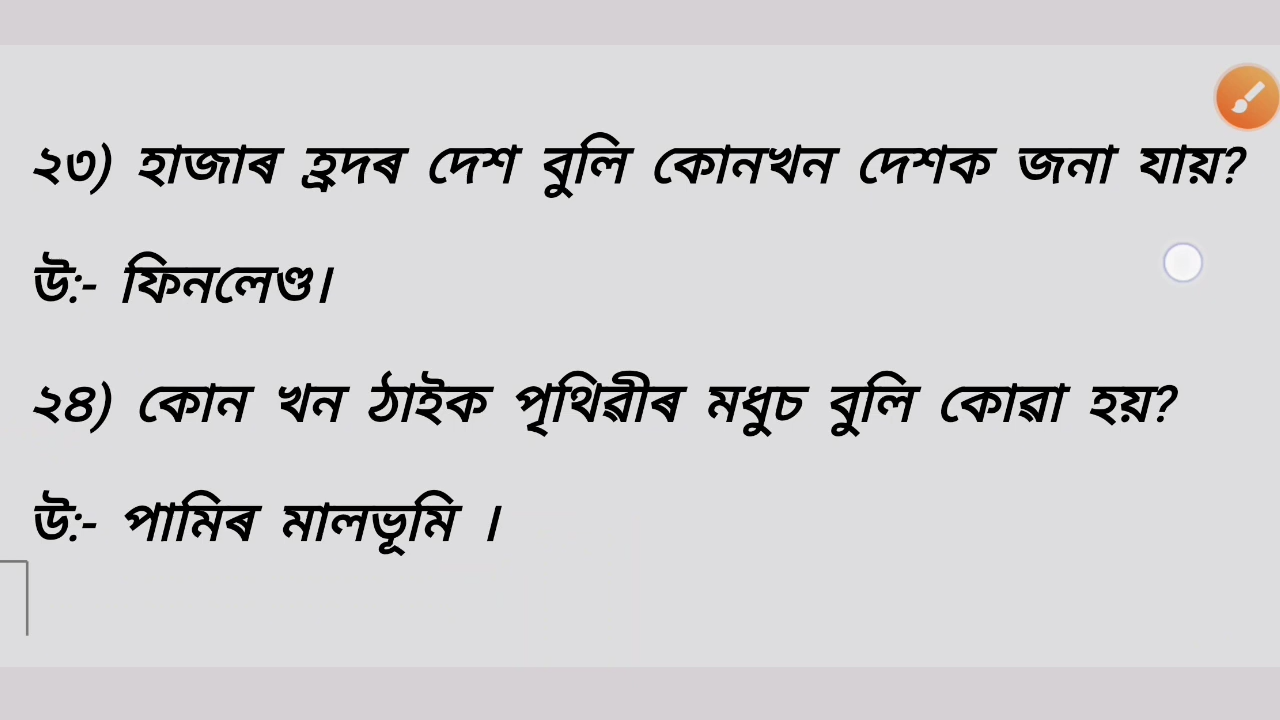 ২৩) হাজাৰ হ্ৰদৰ দেশ বুলি কোনখন দেশক জনা যায়?
উ:- ফিনলেণ্ড।
২৪) কোন খন ঠাইক পৃথিৱীৰ মধুচ বুলি কোৱা হয়?
উ:- পামিৰ মালভূমি ।